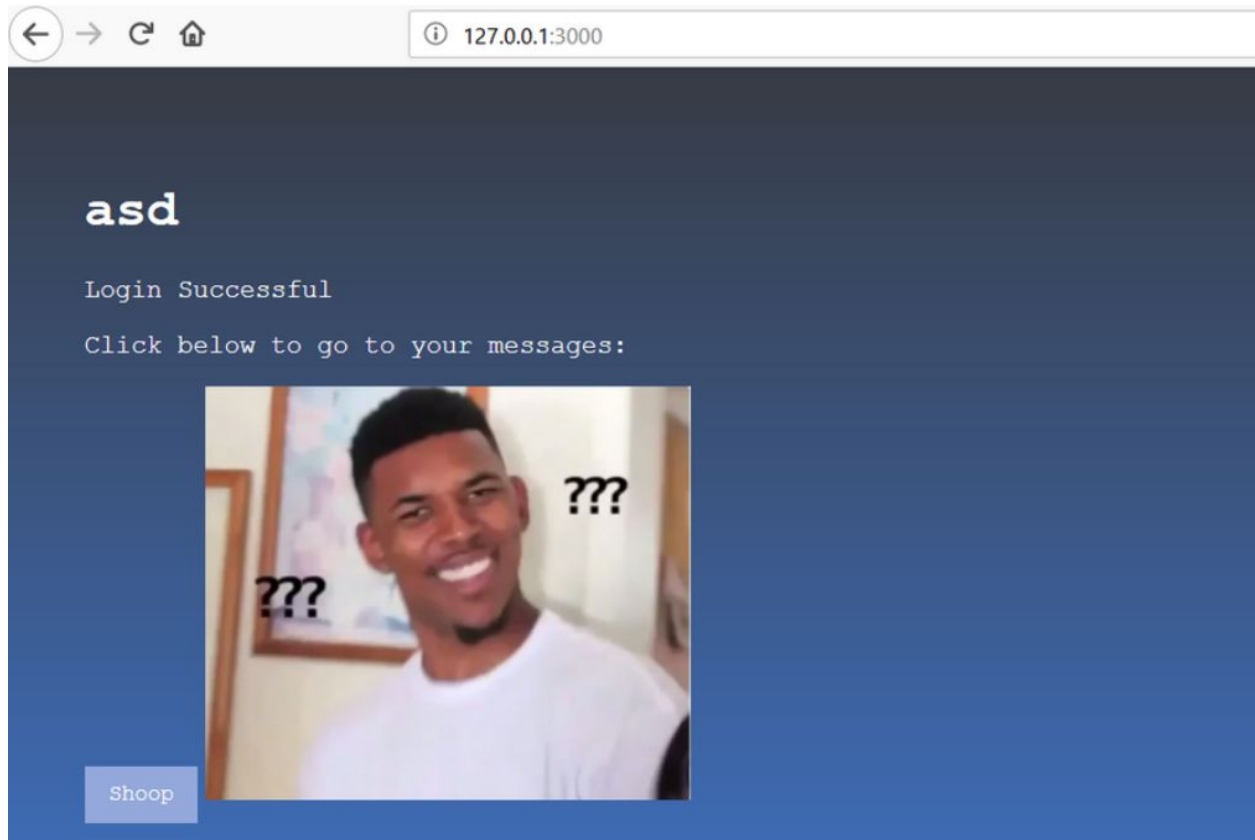 127.0.0.1:3000
asd
Login Successful
Click below to go to your messages:
???
???
Shoop